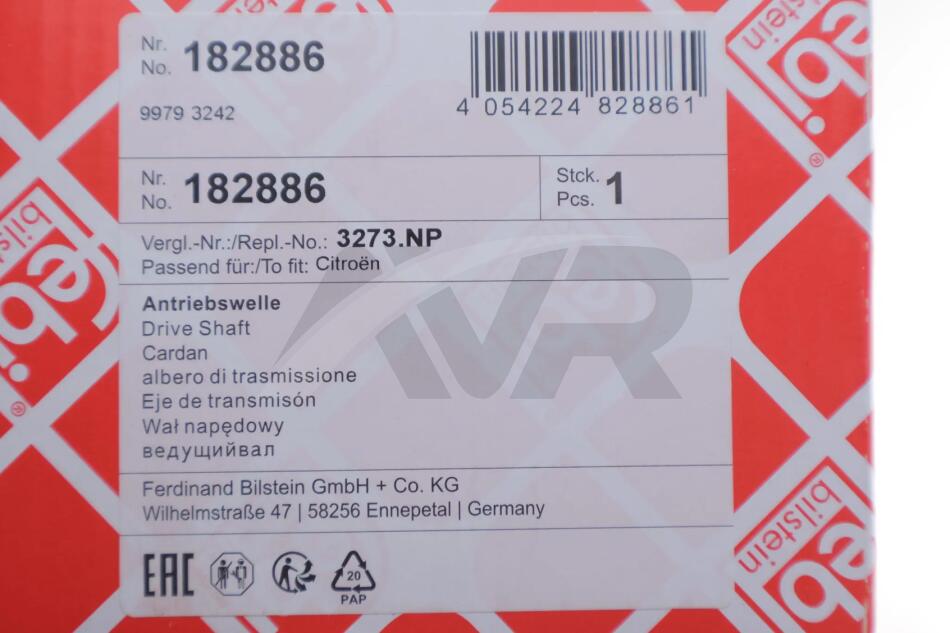 Nr.
No. 182886
9979 3242
4 054224 828861
Nr.
No. 182886
Stck.
Pcs. 1
Vergl.-Nr.:/Repl.-No.: 3273.NP
Passend für:/To fit: Citroën
Antriebswelle
Drive Shaft
Cardan
albero di trasmissione
Eje de transmisón
Wał napędowy
ведущийвал
Ferdinand Bilstein GmbH + Co. KG
Wilhelmstraße 47 | 58256 Ennepetal | Germany
EAC
20
PAP
febi
bilstein
febi
bilstein
febi
bilstein